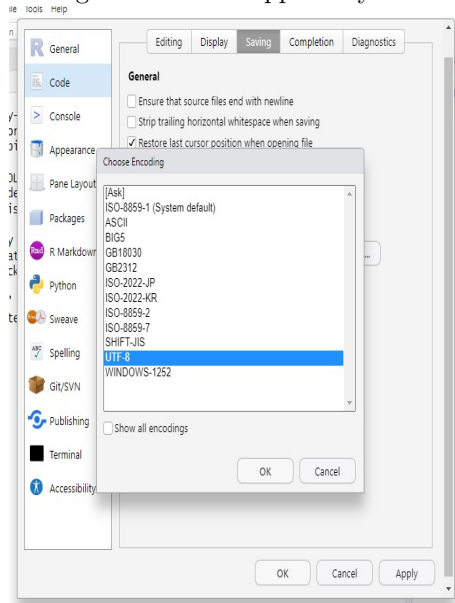 Tools Help
General
Code
Console
Appearance
Pane Layout
Packages
R Markdown
Python
Sweave
Spelling
Git/SVN
Publishing
Terminal
Accessibility
Editing Display Saving Completion Diagnostics
General
Ensure that source files end with newline
Strip trailing horizontal whitespace when saving
Restore last cursor position when opening file
Choose Encoding
[Ask]
ISO-8859-1 (System default)
ASCII
BIG5
GB18030
GB2312
ISO-2022-JP
ISO-2022-KR
ISO-8859-2
ISO-8859-7
SHIFT-JIS
UTF-8
WINDOWS-1252
Show all encodings
OK Cancel
OK Cancel Apply